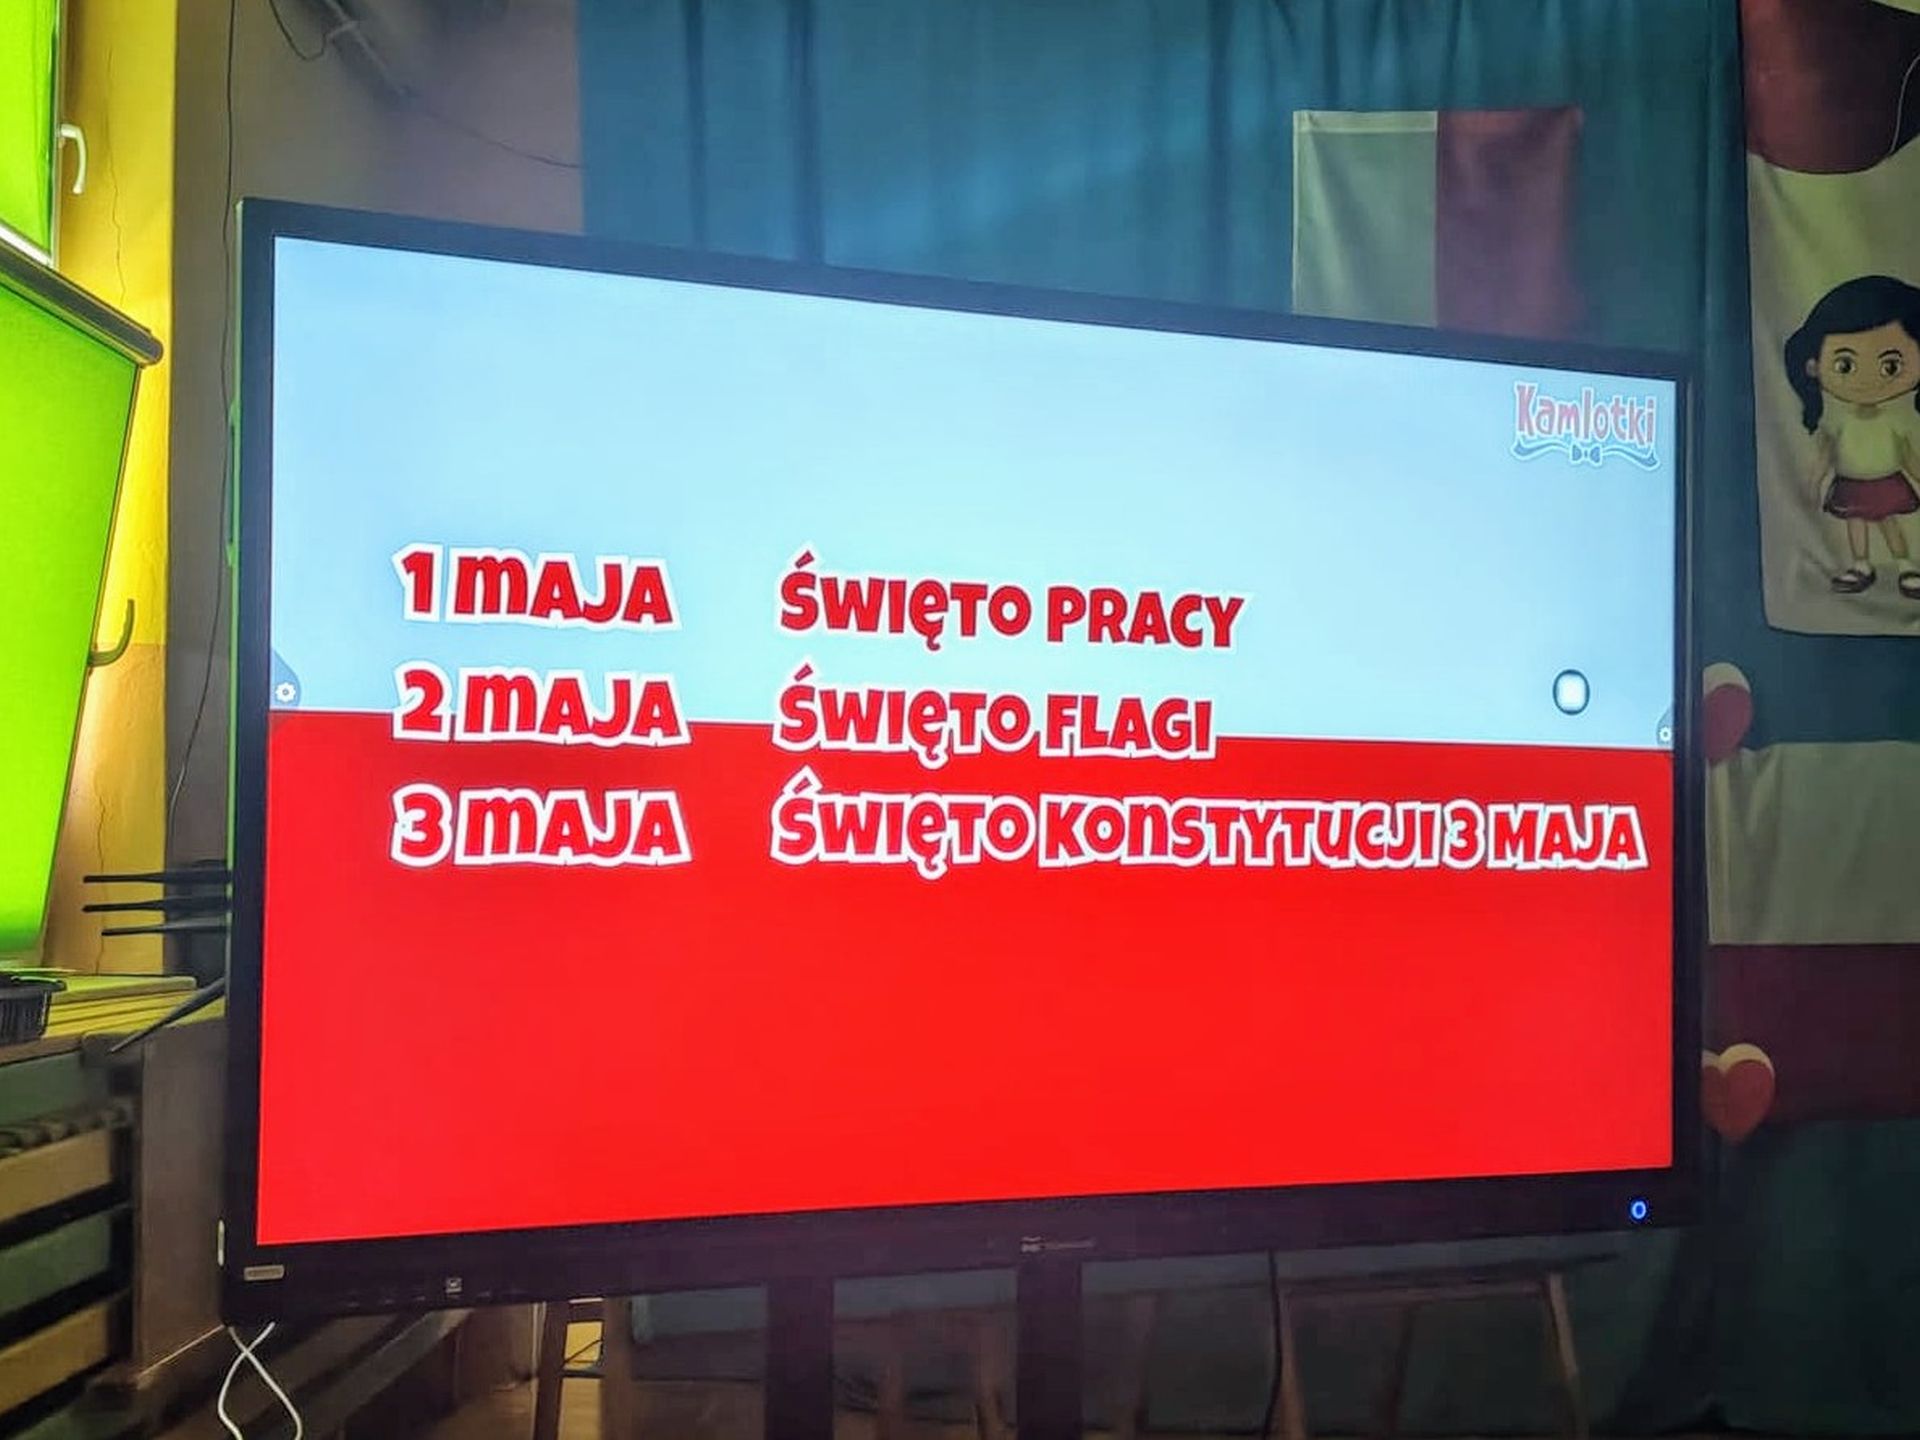 Kamlotki
1 MAJA ŚWIĘTO PRACY
2 MAJA ŚWIĘTO FLAGI
3 MAJA ŚWIĘTO KONSTYTUCJI 3 MAJA